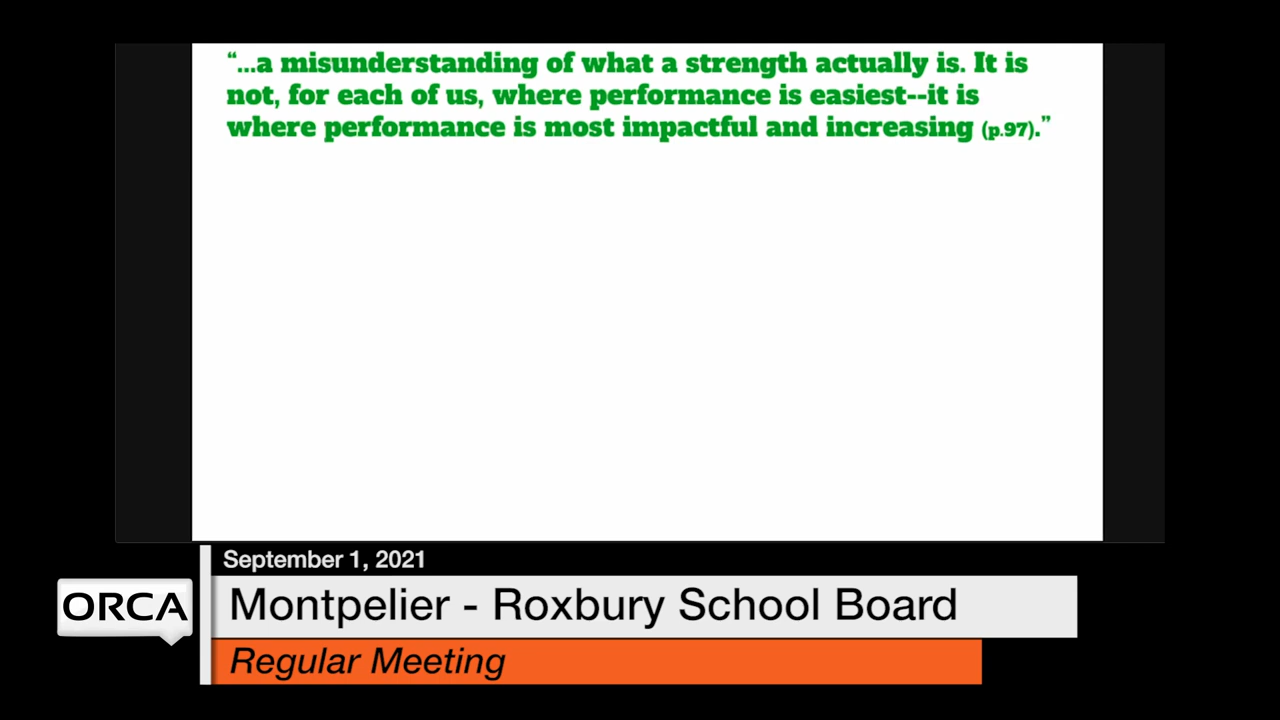 “...a misunderstanding of what a strength actually is. It is
not, for each of us, where performance is easiest--it is
where performance is most impactful and increasing (p.97).”
September 1, 2021
ORCA
Montpelier - Roxbury School Board
Regular Meeting